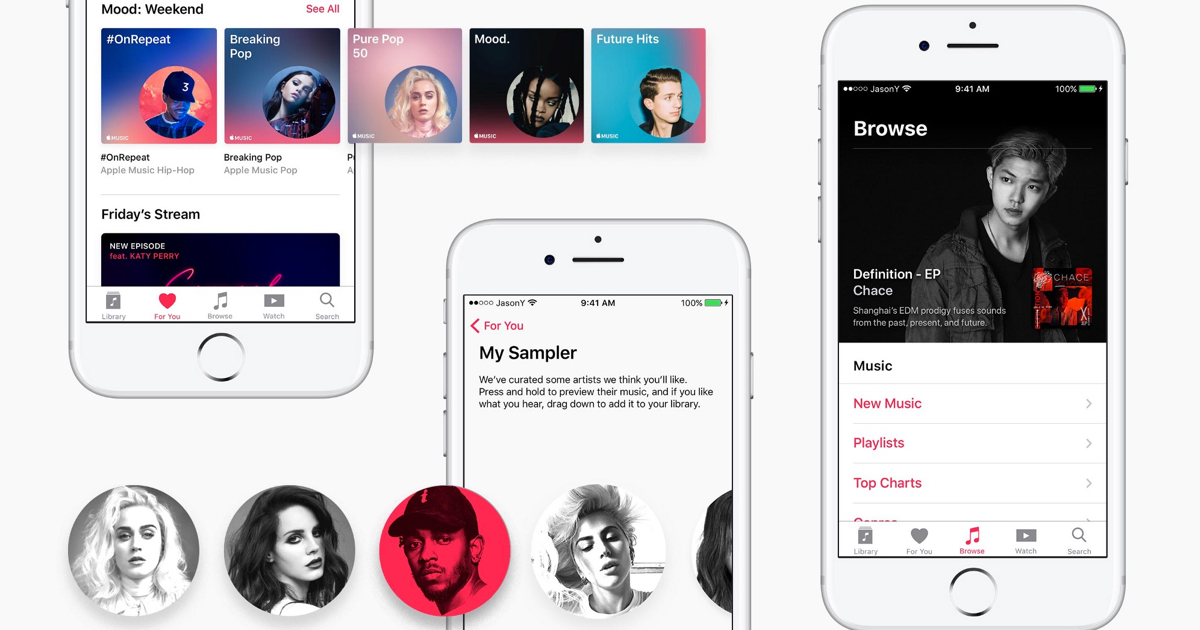 Mood: Weekend
See All
#OnRepeat
Breaking
Pop
Pure Pop
50
Mood.
Future Hits
3
MUSIC
MUSIC
MUSIC
MUSIC
MUSIC
#OnRepeat
Apple Music Hip-Hop
Breaking Pop
Apple Music Pop
P
A
Friday’s Stream
NEW EPISODE
feat. KATY PERRY
Library
For You
Browse
Watch
Search
JasonY
9:41 AM
100%
For You
My Sampler
We’ve curated some artists we think you’ll like.
Press and hold to preview their music, and if you like
what you hear, drag down to add it to your library.
JasonY
9:41 AM
100%
Browse
Definition - EP
Chace
Shanghai’s EDM prodigy fuses sounds
from the past, present, and future.
CHACE
Music
New Music
Playlists
Top Charts
Library
For You
Browse
Watch
Search